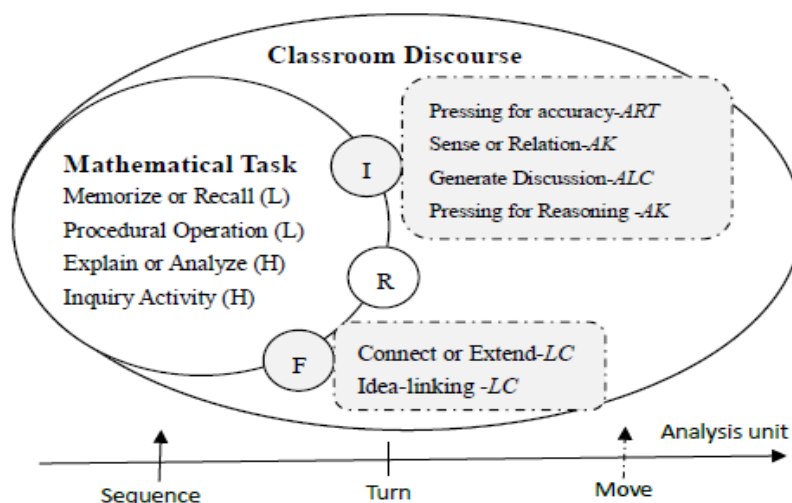 Classroom Discourse
Pressing for accuracy-ART
Sense or Relation-AK
Generate Discussion-ALC
Pressing for Reasoning -AK
I
Mathematical Task
Memorize or Recall (L)
Procedural Operation (L)
Explain or Analyze (H)
Inquiry Activity (H)
R
F
Connect or Extend-LC
Idea-linking -LC
Analysis unit
Sequence
Turn
Move